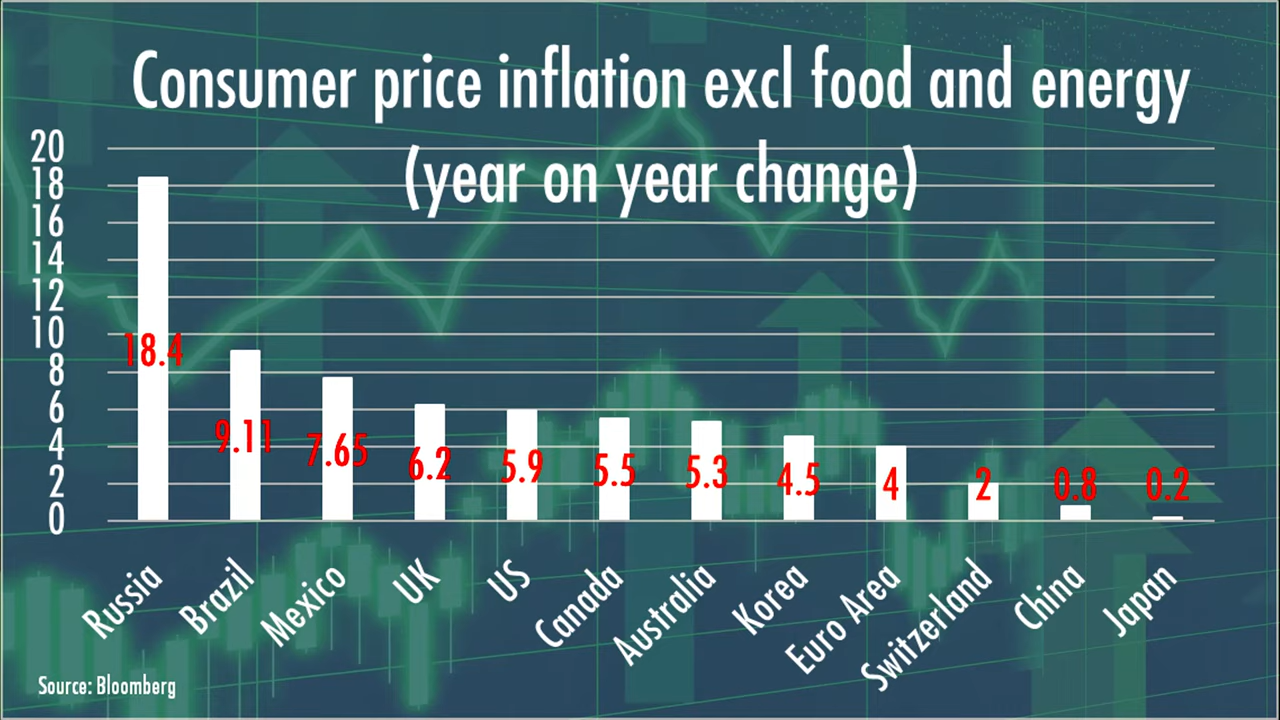 Consumer price inflation excl food and energy
(year on year change)
20
18
16
14
12
10
8
6
4
2
0
18.4
9.11
7.65
6.2
5.9
5.5
5.3
4.5
4
2
0.8
0.2
Russia
Brazil
Mexico
UK
US
Canada
Australia
Korea
Euro Area
Switzerland
China
Japan
Source: Bloomberg